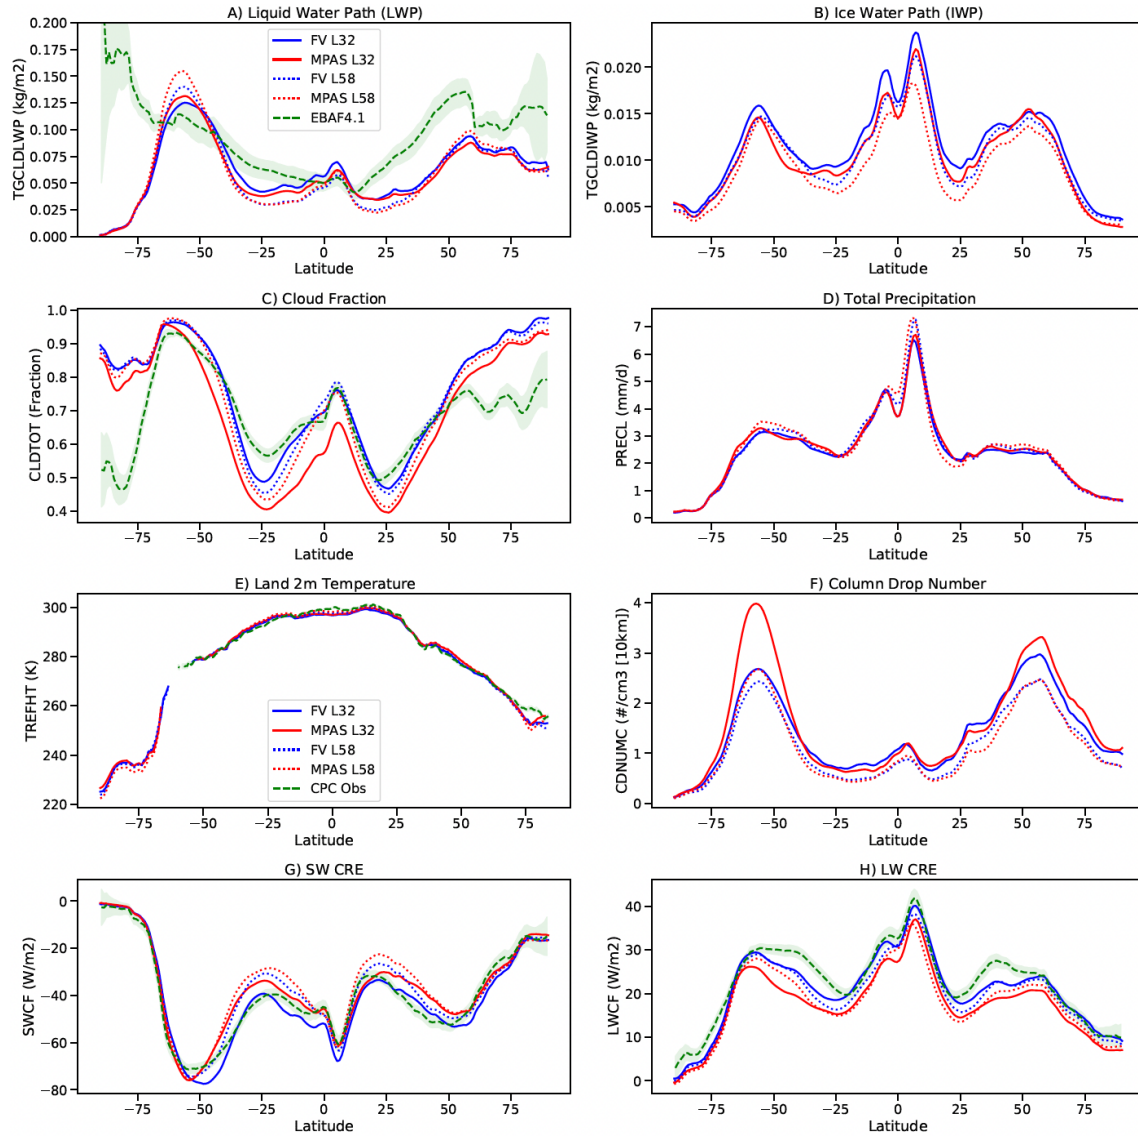 A) Liquid Water Path (LWP)
TGCLDLWP (kg/m2)
0.200
0.175
0.150
0.125
0.100
0.075
0.050
0.025
0.000
FV L32
MPAS L32
FV L58
MPAS L58
EBAF4.1
−75 −50 −25 0 25 50 75
Latitude
B) Ice Water Path (IWP)
TGCLDIWP (kg/m2)
0.020
0.015
0.010
0.005
−75 −50 −25 0 25 50 75
Latitude
C) Cloud Fraction
CLDTOT (Fraction)
1.0
0.9
0.8
0.7
0.6
0.5
0.4
−75 −50 −25 0 25 50 75
Latitude
D) Total Precipitation
PRECL (mm/d)
7
6
5
4
3
2
1
0
−75 −50 −25 0 25 50 75
Latitude
E) Land 2m Temperature
TREFHT (K)
300
280
260
240
220
FV L32
MPAS L32
FV L58
MPAS L58
CPC Obs
−75 −50 −25 0 25 50 75
Latitude
F) Column Drop Number
CDNUMC (#/cm3 [10km])
4
3
2
1
0
−75 −50 −25 0 25 50 75
Latitude
G) SW CRE
SWCF (W/m2)
0
−20
−40
−60
−80
−75 −50 −25 0 25 50 75
Latitude
H) LW CRE
LWCF (W/m2)
40
30
20
10
0
−75 −50 −25 0 25 50 75
Latitude